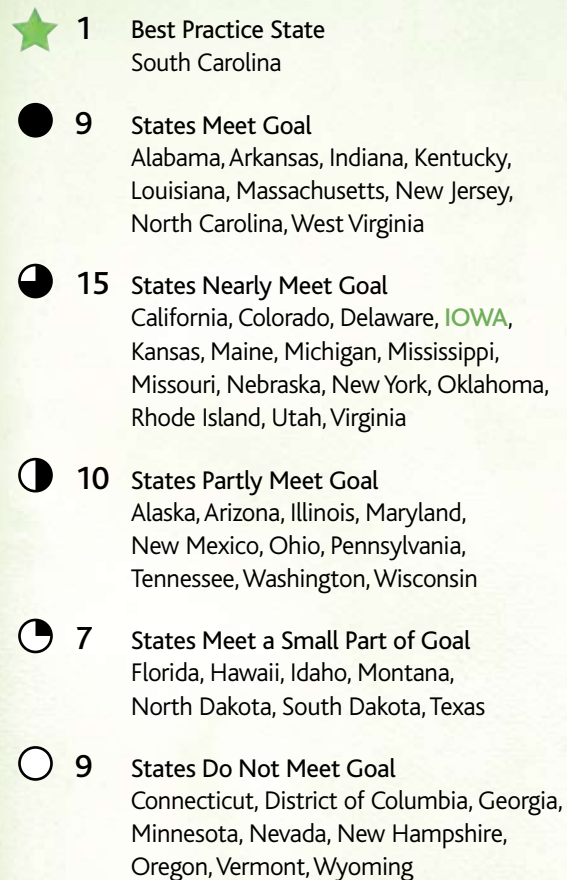 1 Best Practice State
South Carolina
9 States Meet Goal
Alabama, Arkansas, Indiana, Kentucky,
Louisiana, Massachusetts, New Jersey,
North Carolina, West Virginia
15 States Nearly Meet Goal
California, Colorado, Delaware, IOWA,
Kansas, Maine, Michigan, Mississippi,
Missouri, Nebraska, New York, Oklahoma,
Rhode Island, Utah, Virginia
10 States Partly Meet Goal
Alaska, Arizona, Illinois, Maryland,
New Mexico, Ohio, Pennsylvania,
Tennessee, Washington, Wisconsin
7 States Meet a Small Part of Goal
Florida, Hawaii, Idaho, Montana,
North Dakota, South Dakota, Texas
9 States Do Not Meet Goal
Connecticut, District of Columbia, Georgia,
Minnesota, Nevada, New Hampshire,
Oregon, Vermont, Wyoming